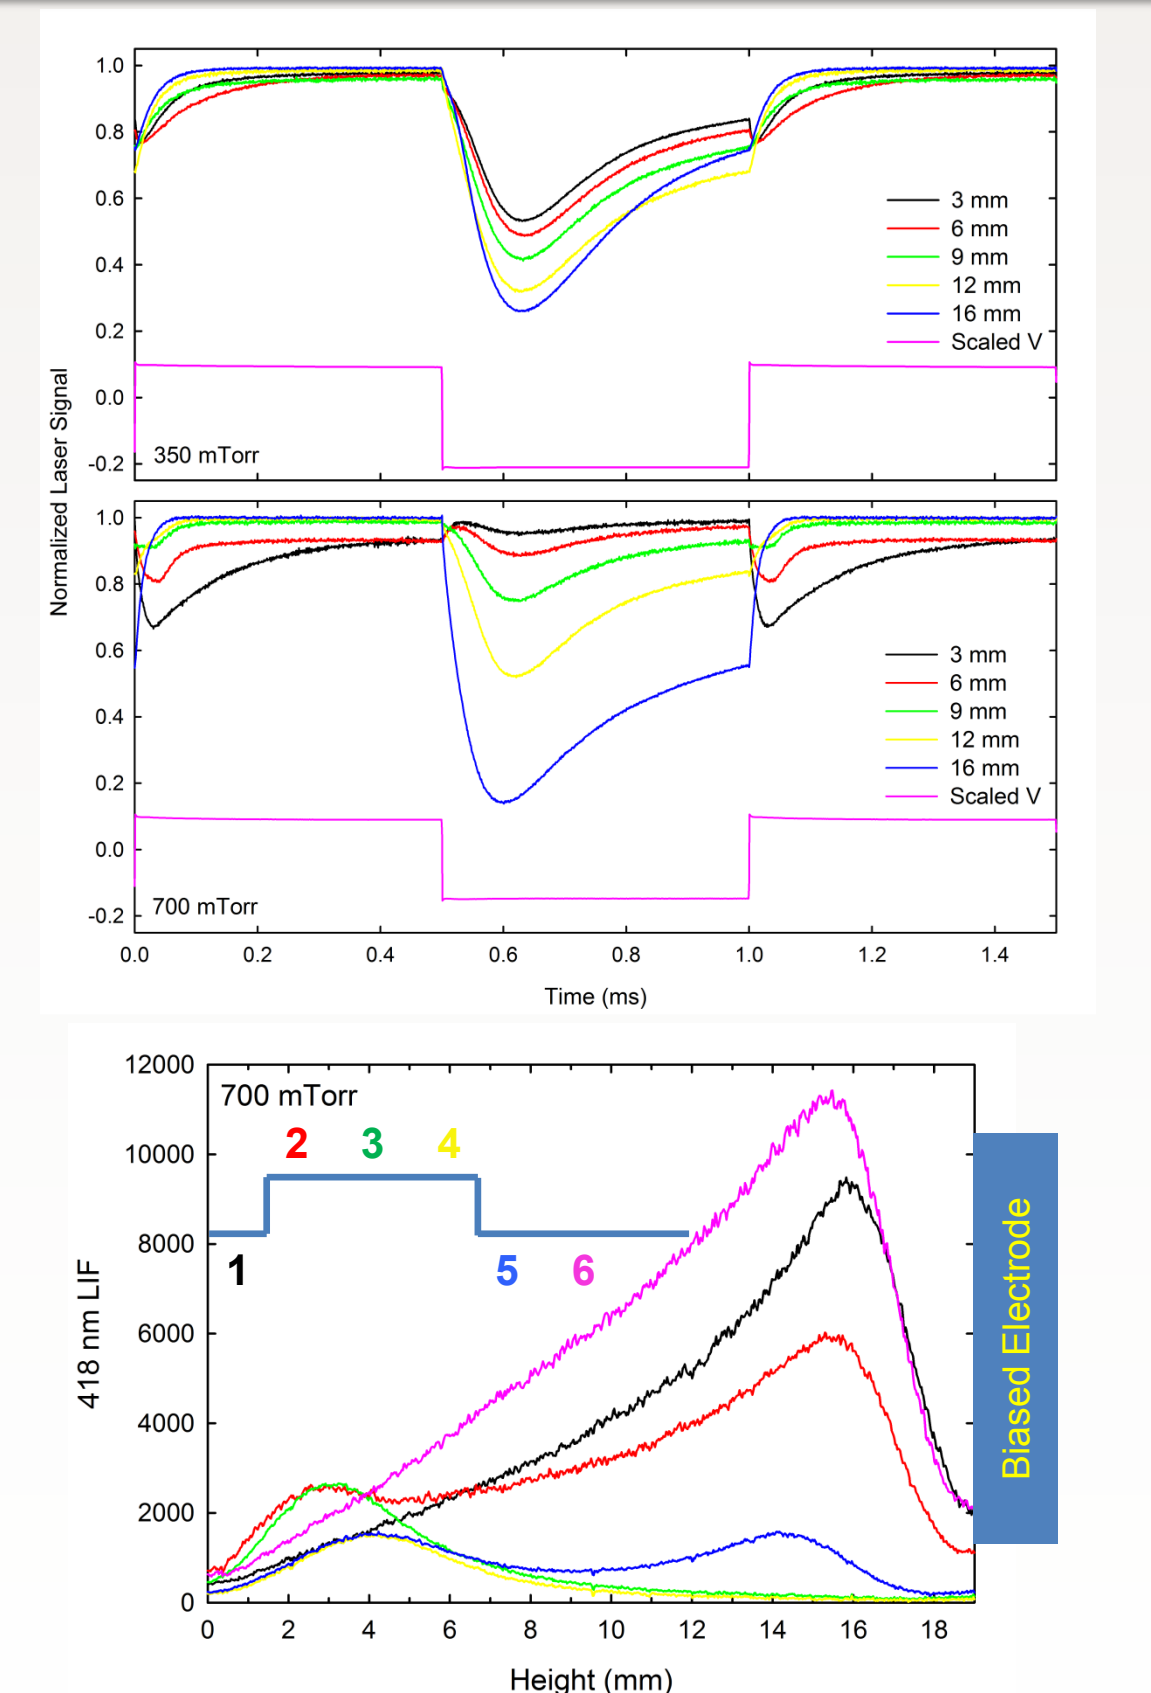 1.0
0.8
0.6
0.4
0.2
0.0
-0.2
3 mm
6 mm
9 mm
12 mm
16 mm
Scaled V
350 mTorr
Normalized Laser Signal
1.0
0.8
0.6
0.4
0.2
0.0
-0.2
3 mm
6 mm
9 mm
12 mm
16 mm
Scaled V
700 mTorr
0.0 0.2 0.4 0.6 0.8 1.0 1.2 1.4
Time (ms)
12000
10000
8000
6000
4000
2000
0
418 nm LIF
700 mTorr
2 3 4
1 5 6
Biased Electrode
0 2 4 6 8 10 12 14 16 18
Height (mm)